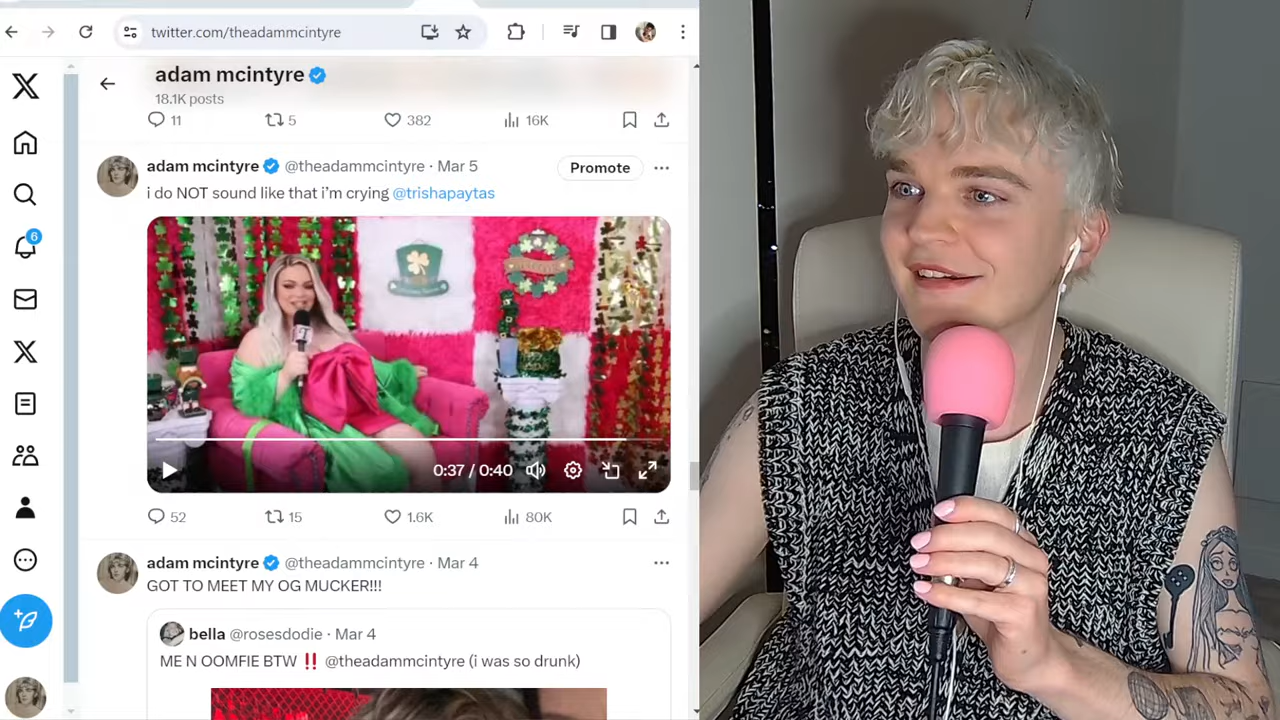 twitter.com/theadammcintyre
adam mcintyre
18.1K posts
11 5 382 16K
adam mcintyre @theadammcintyre · Mar 5 Promote
i do NOT sound like that i'm crying @trishapaytas
0:37 / 0:40
52 15 1.6K 80K
6
adam mcintyre @theadammcintyre · Mar 4
GOT TO MEET MY OG MUCKER!!!
bella @rosesdodie · Mar 4
ME N OOMFIE BTW ‼️ @theadammcintyre (i was so drunk)